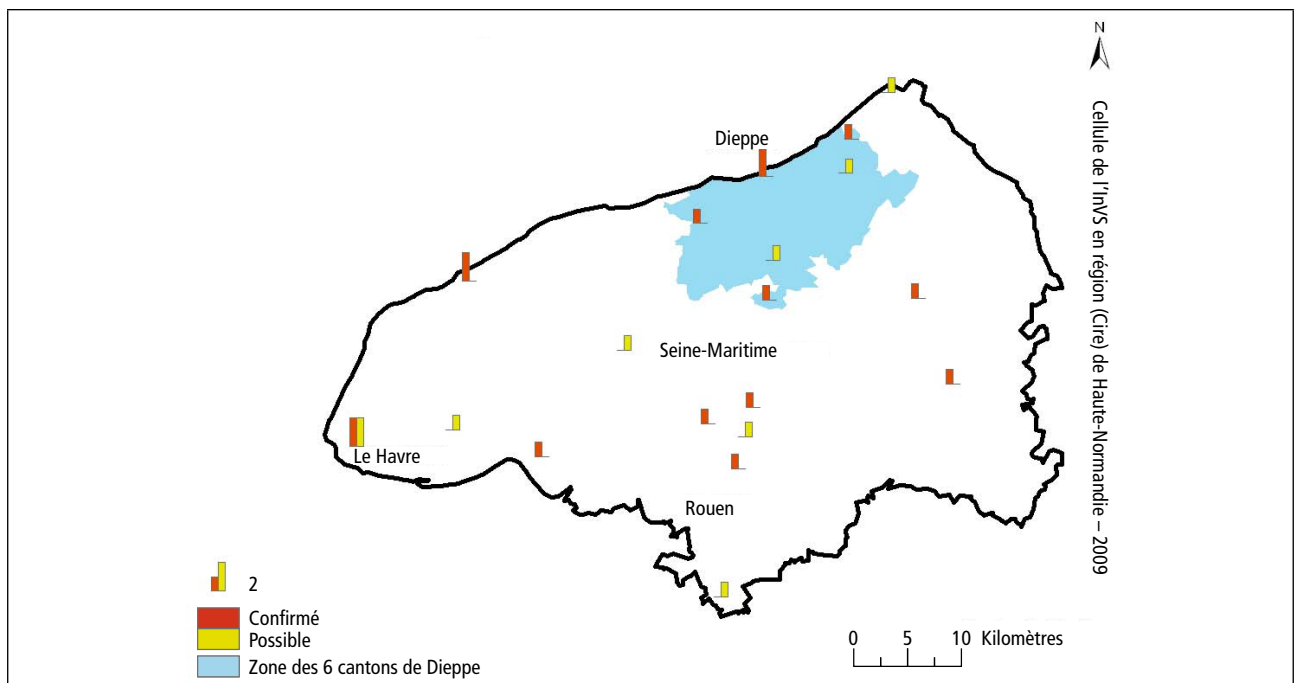 N
Dieppe
Seine-Maritime
Le Havre
Rouen
2
Confirmé
Possible
Zone des 6 cantons de Dieppe
0 5 10 Kilomètres
Cellule de l'InVS en région (Cire) de Haute-Normandie – 2009